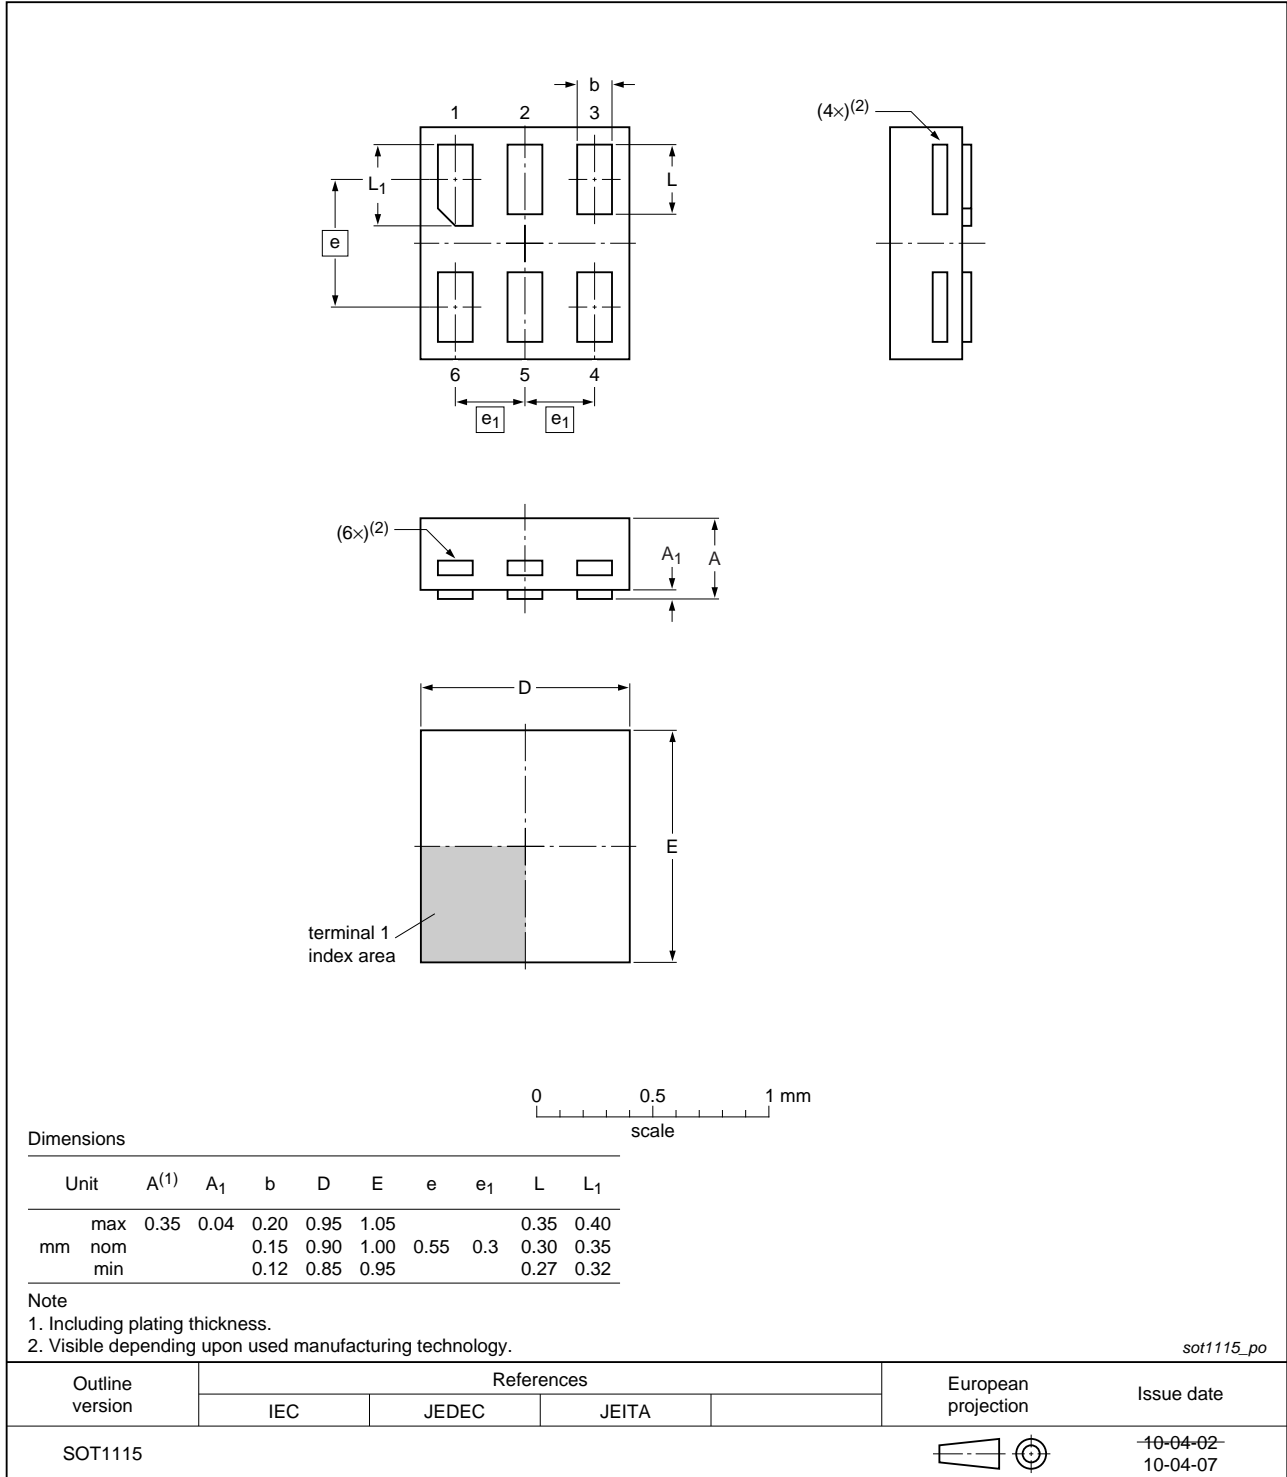 b
1 2 3
(4×)(2)
L1
L
e
6 5 4
e1 e1
(6×)(2)
A1 A
D
E
terminal 1
index area
0 0.5 1 mm
scale
Dimensions
Unit A(1) A1 b D E e e1 L L1
max 0.35 0.04 0.20 0.95 1.05 0.35 0.40
mm nom 0.15 0.90 1.00 0.55 0.3 0.30 0.35
min 0.12 0.85 0.95 0.27 0.32
Note
1. Including plating thickness.
2. Visible depending upon used manufacturing technology.
sot1115_po
Outline
version
References
IEC JEDEC JEITA
European
projection
Issue date
SOT1115
10-04-02
10-04-07